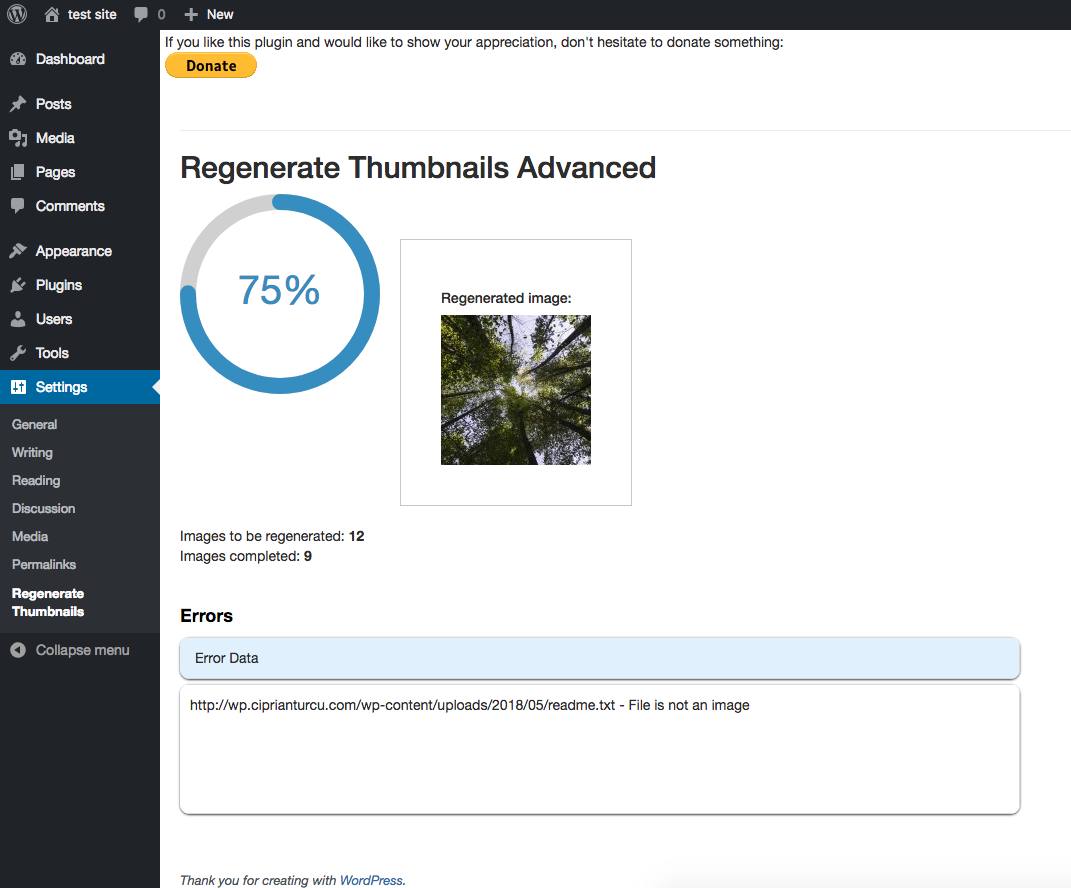 test site 0 New
If you like this plugin and would like to show your appreciation, don't hesitate to donate something:
Donate
Dashboard
Posts
Media
Pages
Comments
Appearance
Plugins
Users
Tools
Settings
General
Writing
Reading
Discussion
Media
Permalinks
Regenerate
Thumbnails
Collapse menu
Regenerate Thumbnails Advanced
75%
Regenerated image:
Images to be regenerated: 12
Images completed: 9
Errors
Error Data
http://wp.ciprianturcu.com/wp-content/uploads/2018/05/readme.txt - File is not an image
Thank you for creating with WordPress.